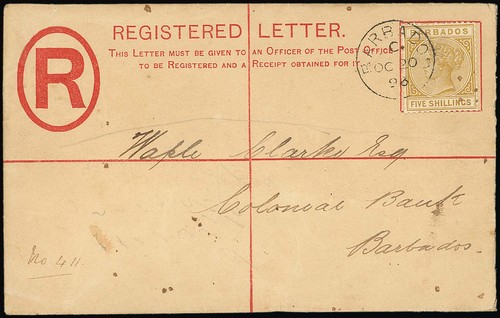 REGISTERED LETTER.
THIS LETTER MUST BE GIVEN TO AN OFFICER OF THE POST OFFICE
TO BE REGISTERED AND A RECEIPT OBTAINED FOR IT
R
BARBADOS
C
OC 20
96
BARBADOS
FIVE SHILLINGS
Waple Clarke Esq
Colonial Bank
Barbados.
No 411